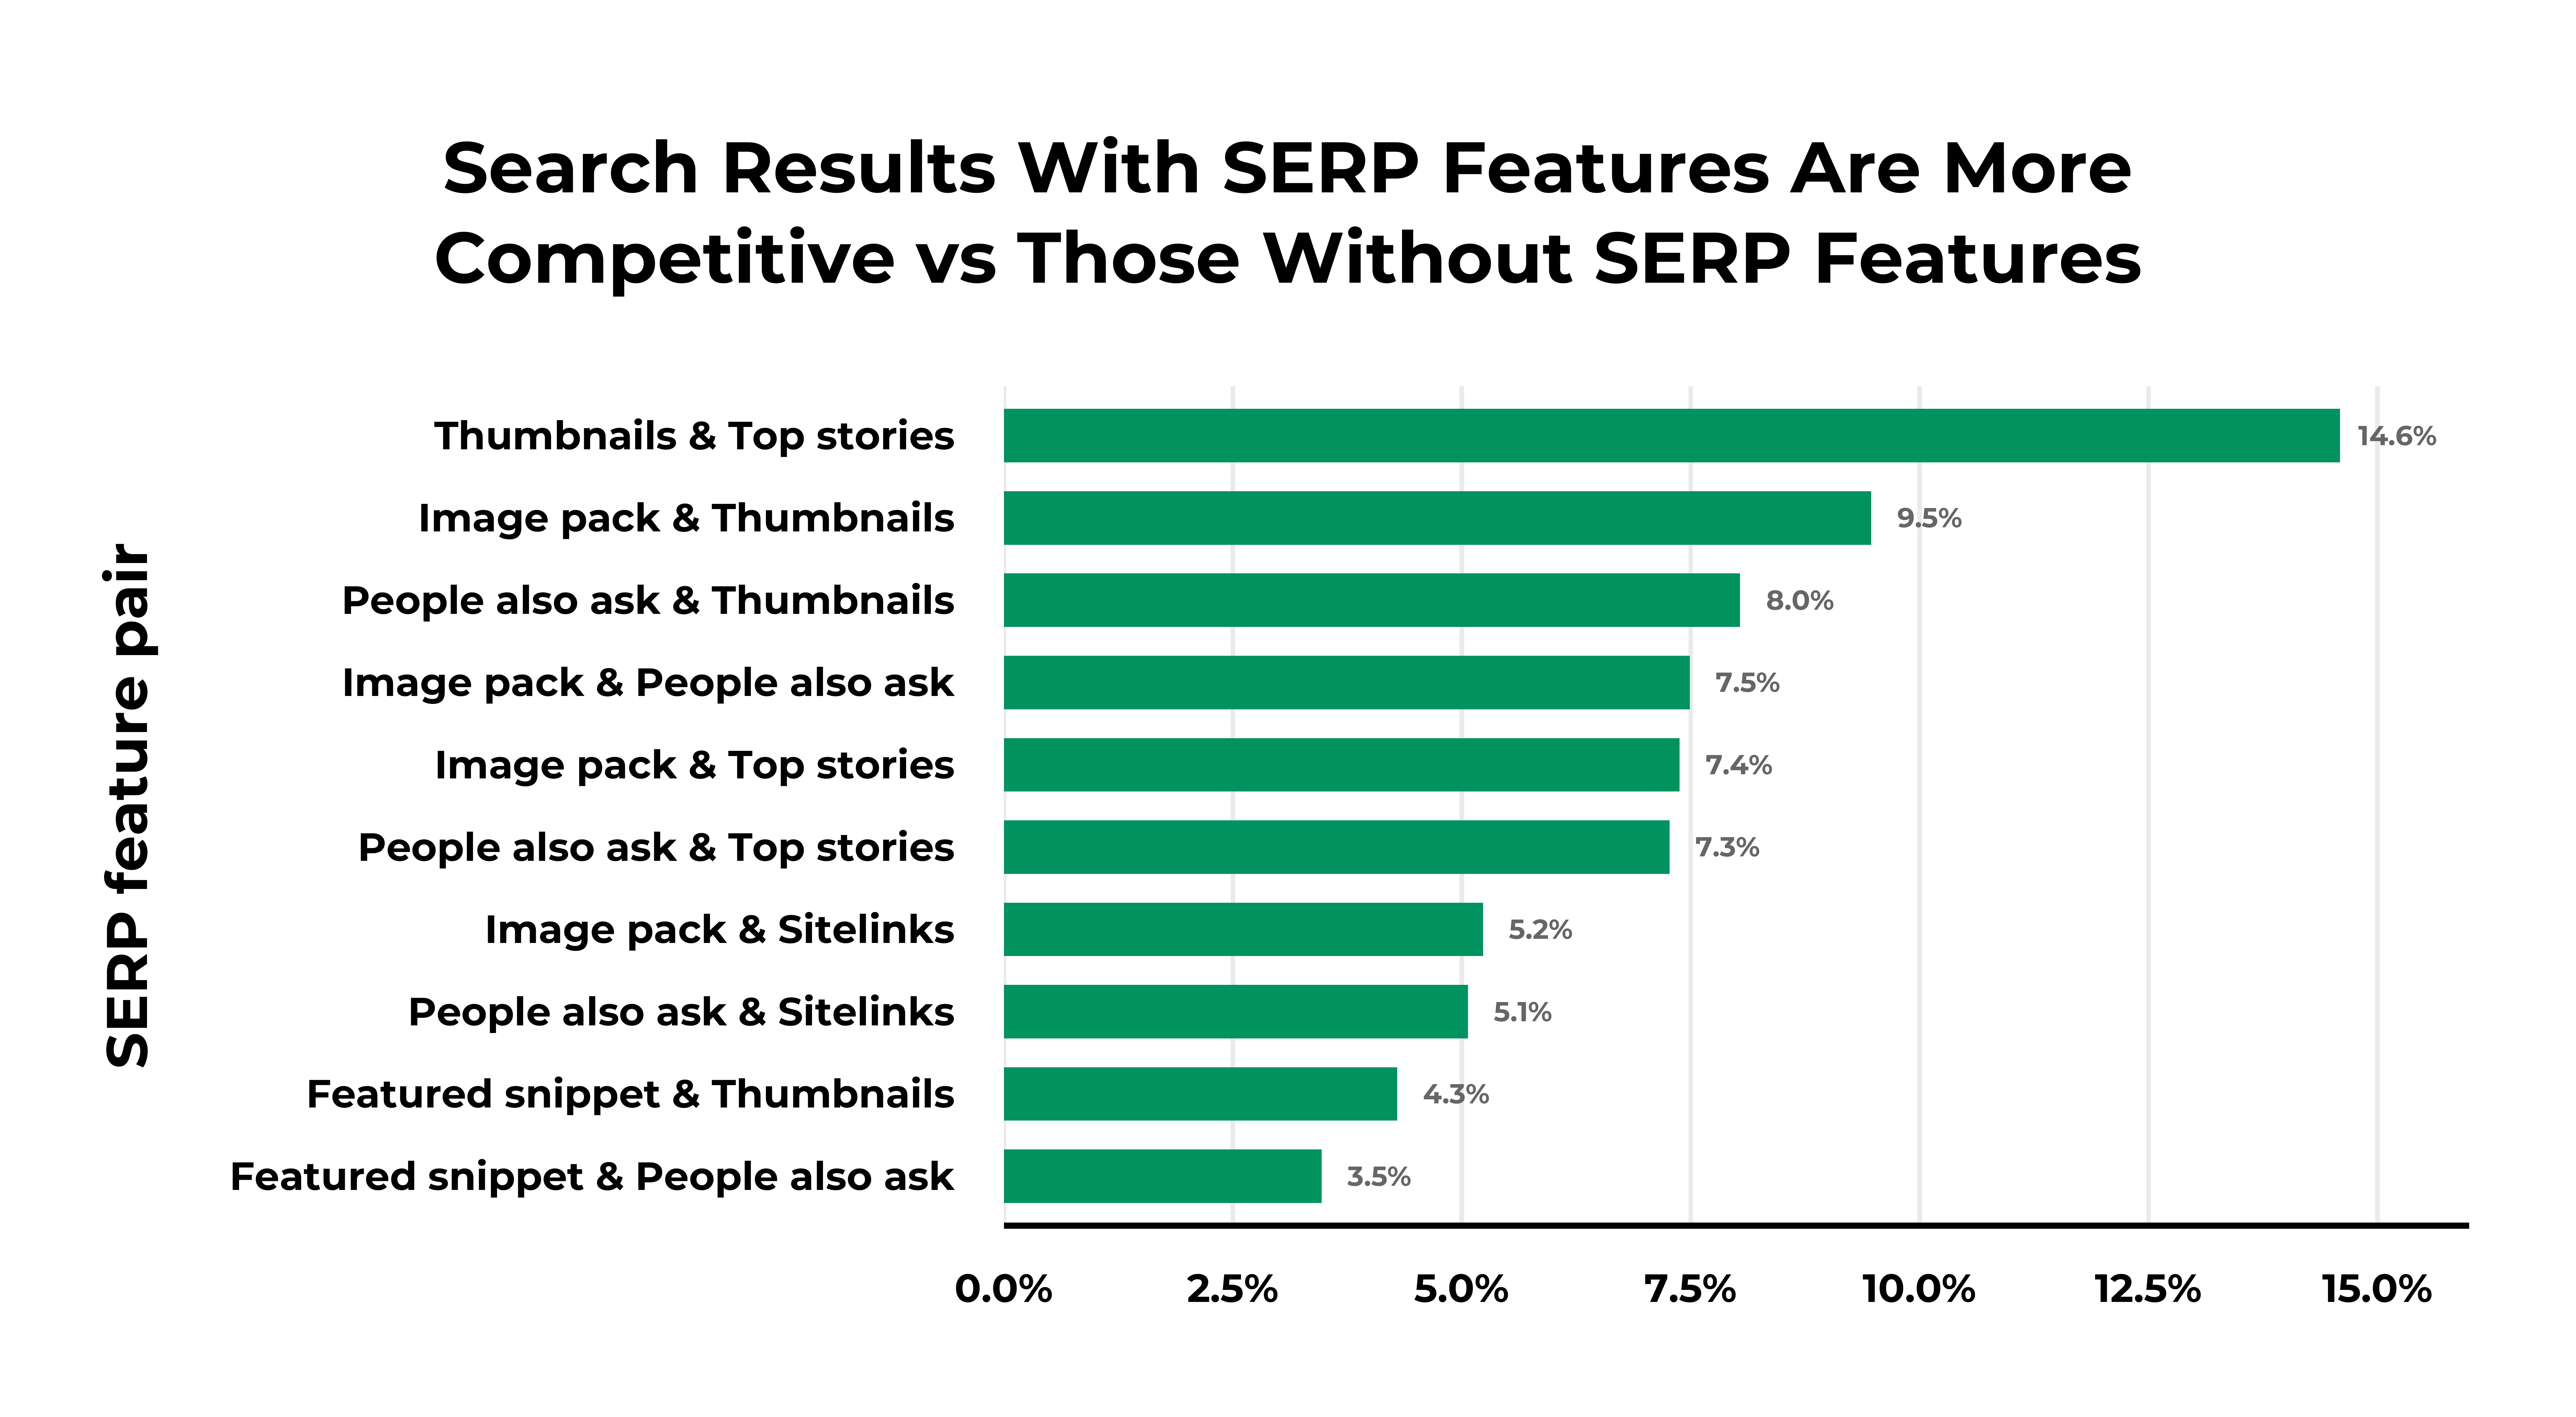 Search Results With SERP Features Are More
Competitive vs Those Without SERP Features
SERP feature pair
Thumbnails & Top stories 14.6%
Image pack & Thumbnails 9.5%
People also ask & Thumbnails 8.0%
Image pack & People also ask 7.5%
Image pack & Top stories 7.4%
People also ask & Top stories 7.3%
Image pack & Sitelinks 5.2%
People also ask & Sitelinks 5.1%
Featured snippet & Thumbnails 4.3%
Featured snippet & People also ask 3.5%
0.0% 2.5% 5.0% 7.5% 10.0% 12.5% 15.0%